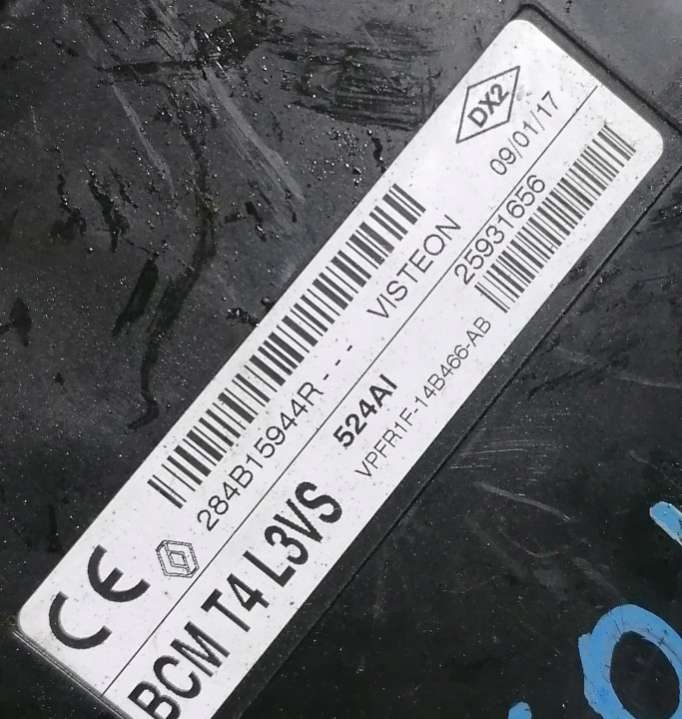 DX2
CE
284B15944R--- VISTEON 09/01/17
BCM T4 L3VS 524AI 25931656
VPFR1F-14B466-AB